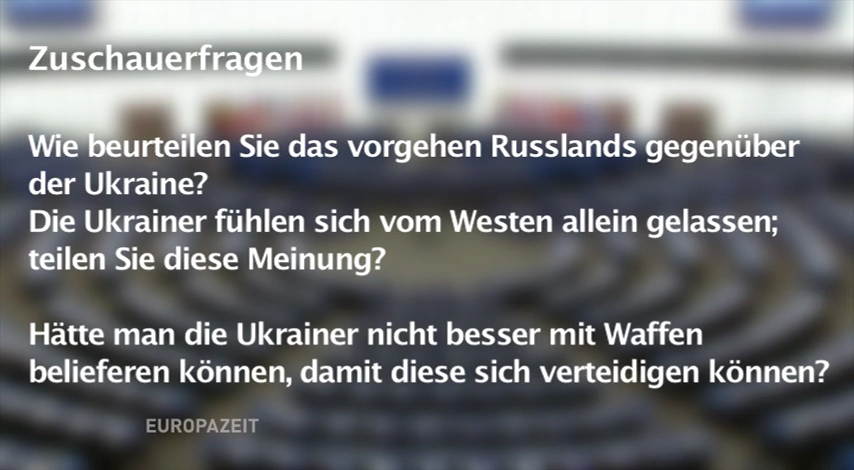 Zuschauerfragen
Wie beurteilen Sie das vorgehen Russlands gegenüber
der Ukraine?
Die Ukrainer fühlen sich vom Westen allein gelassen;
teilen Sie diese Meinung?
Hätte man die Ukrainer nicht besser mit Waffen
belieferen können, damit diese sich verteidigen können?
EUROPAZEIT